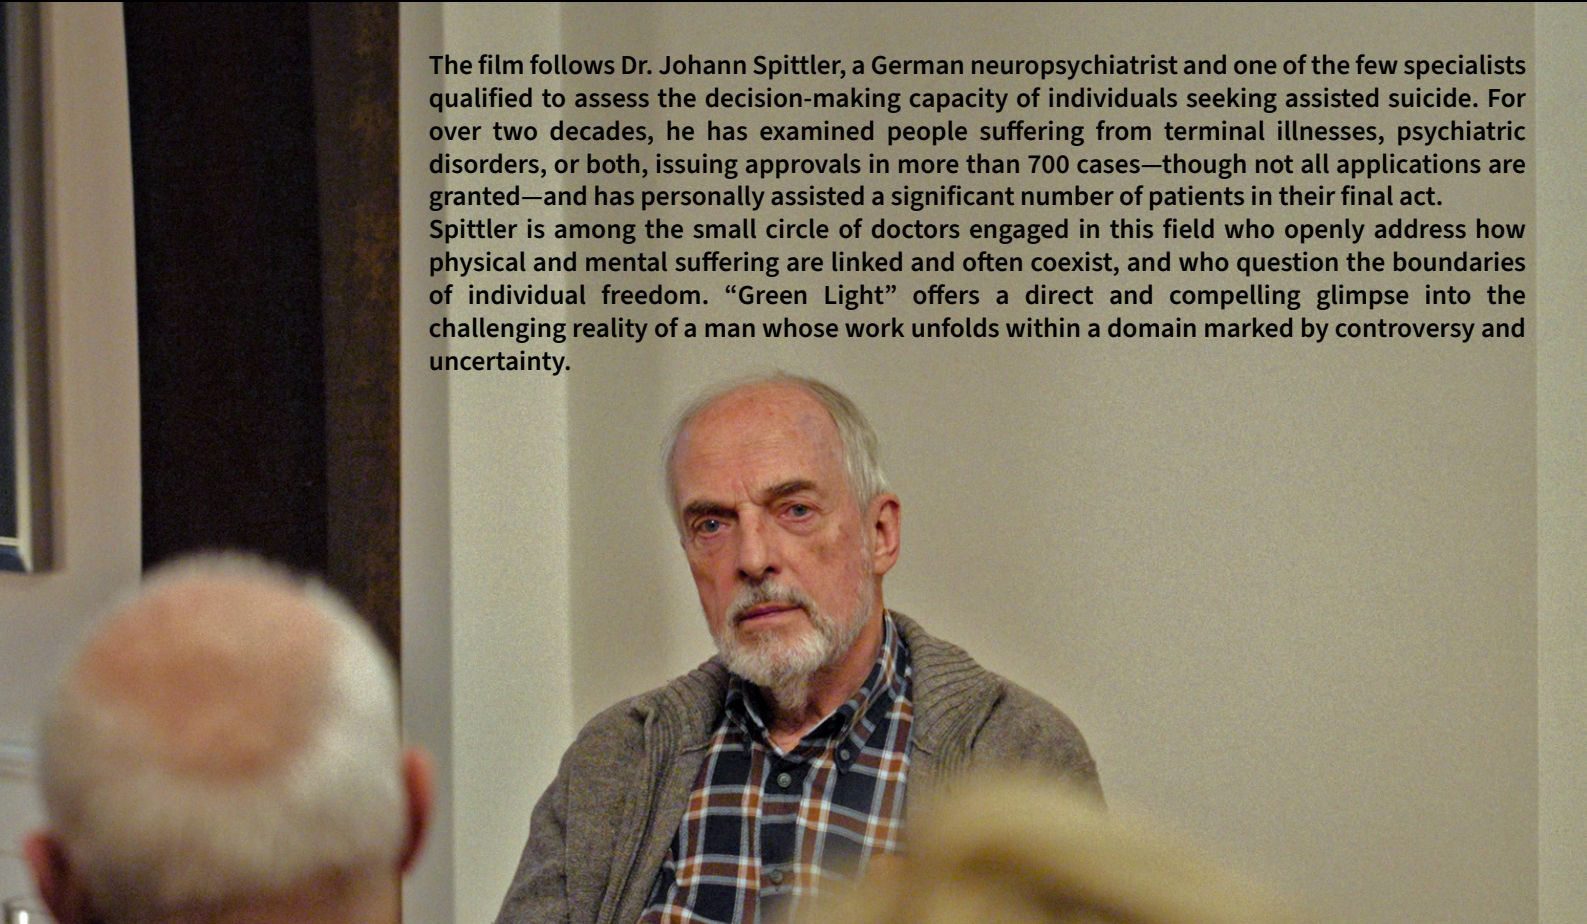 The film follows Dr. Johann Spittler, a German neuropsychiatrist and one of the few specialists
qualified to assess the decision-making capacity of individuals seeking assisted suicide. For
over two decades, he has examined people suffering from terminal illnesses, psychiatric
disorders, or both, issuing approvals in more than 700 cases—though not all applications are
granted—and has personally assisted a significant number of patients in their final act.
Spittler is among the small circle of doctors engaged in this field who openly address how
physical and mental suffering are linked and often coexist, and who question the boundaries
of individual freedom. “Green Light” offers a direct and compelling glimpse into the
challenging reality of a man whose work unfolds within a domain marked by controversy and
uncertainty.